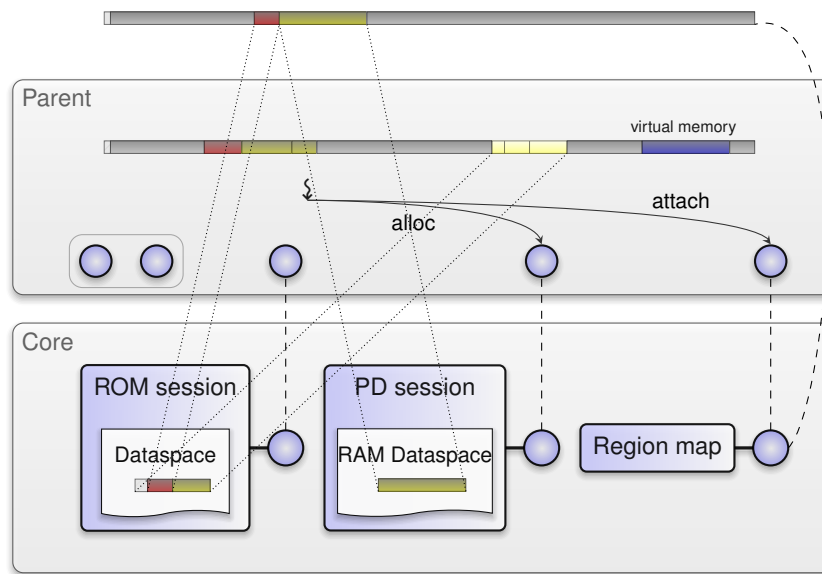 Parent
virtual memory
attach
alloc
Core
ROM session
PD session
Region map
Dataspace
RAM Dataspace